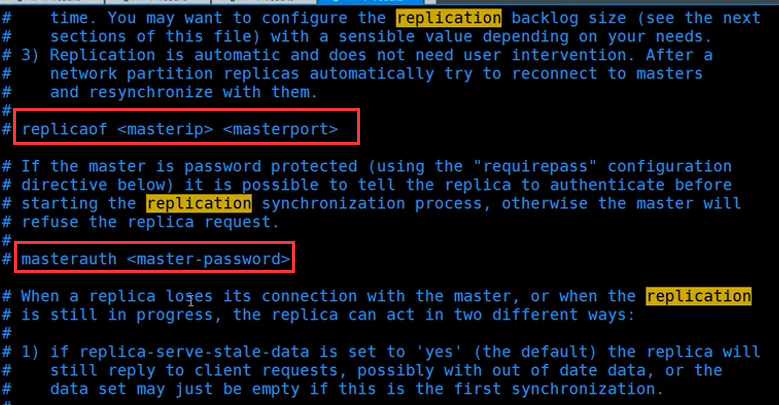 #     time. You may want to configure the replication backlog size (see the next
#     sections of this file) with a sensible value depending on your needs.
# 3) Replication is automatic and does not need user intervention. After a
#     network partition replicas automatically try to reconnect to masters
#     and resynchronize with them.
#
# replicaof <masterip> <masterport>
# If the master is password protected (using the "requirepass" configuration
# directive below) it is possible to tell the replica to authenticate before
# starting the replication synchronization process, otherwise the master will
# refuse the replica request.
#
# masterauth <master-password>
# When a replica loses its connection with the master, or when the replication
# is still in progress, the replica can act in two different ways:
#
# 1) if replica-serve-stale-data is set to 'yes' (the default) the replica will
#     still reply to client requests, possibly with out of date data, or the
#     data set may just be empty if this is the first synchronization.
#